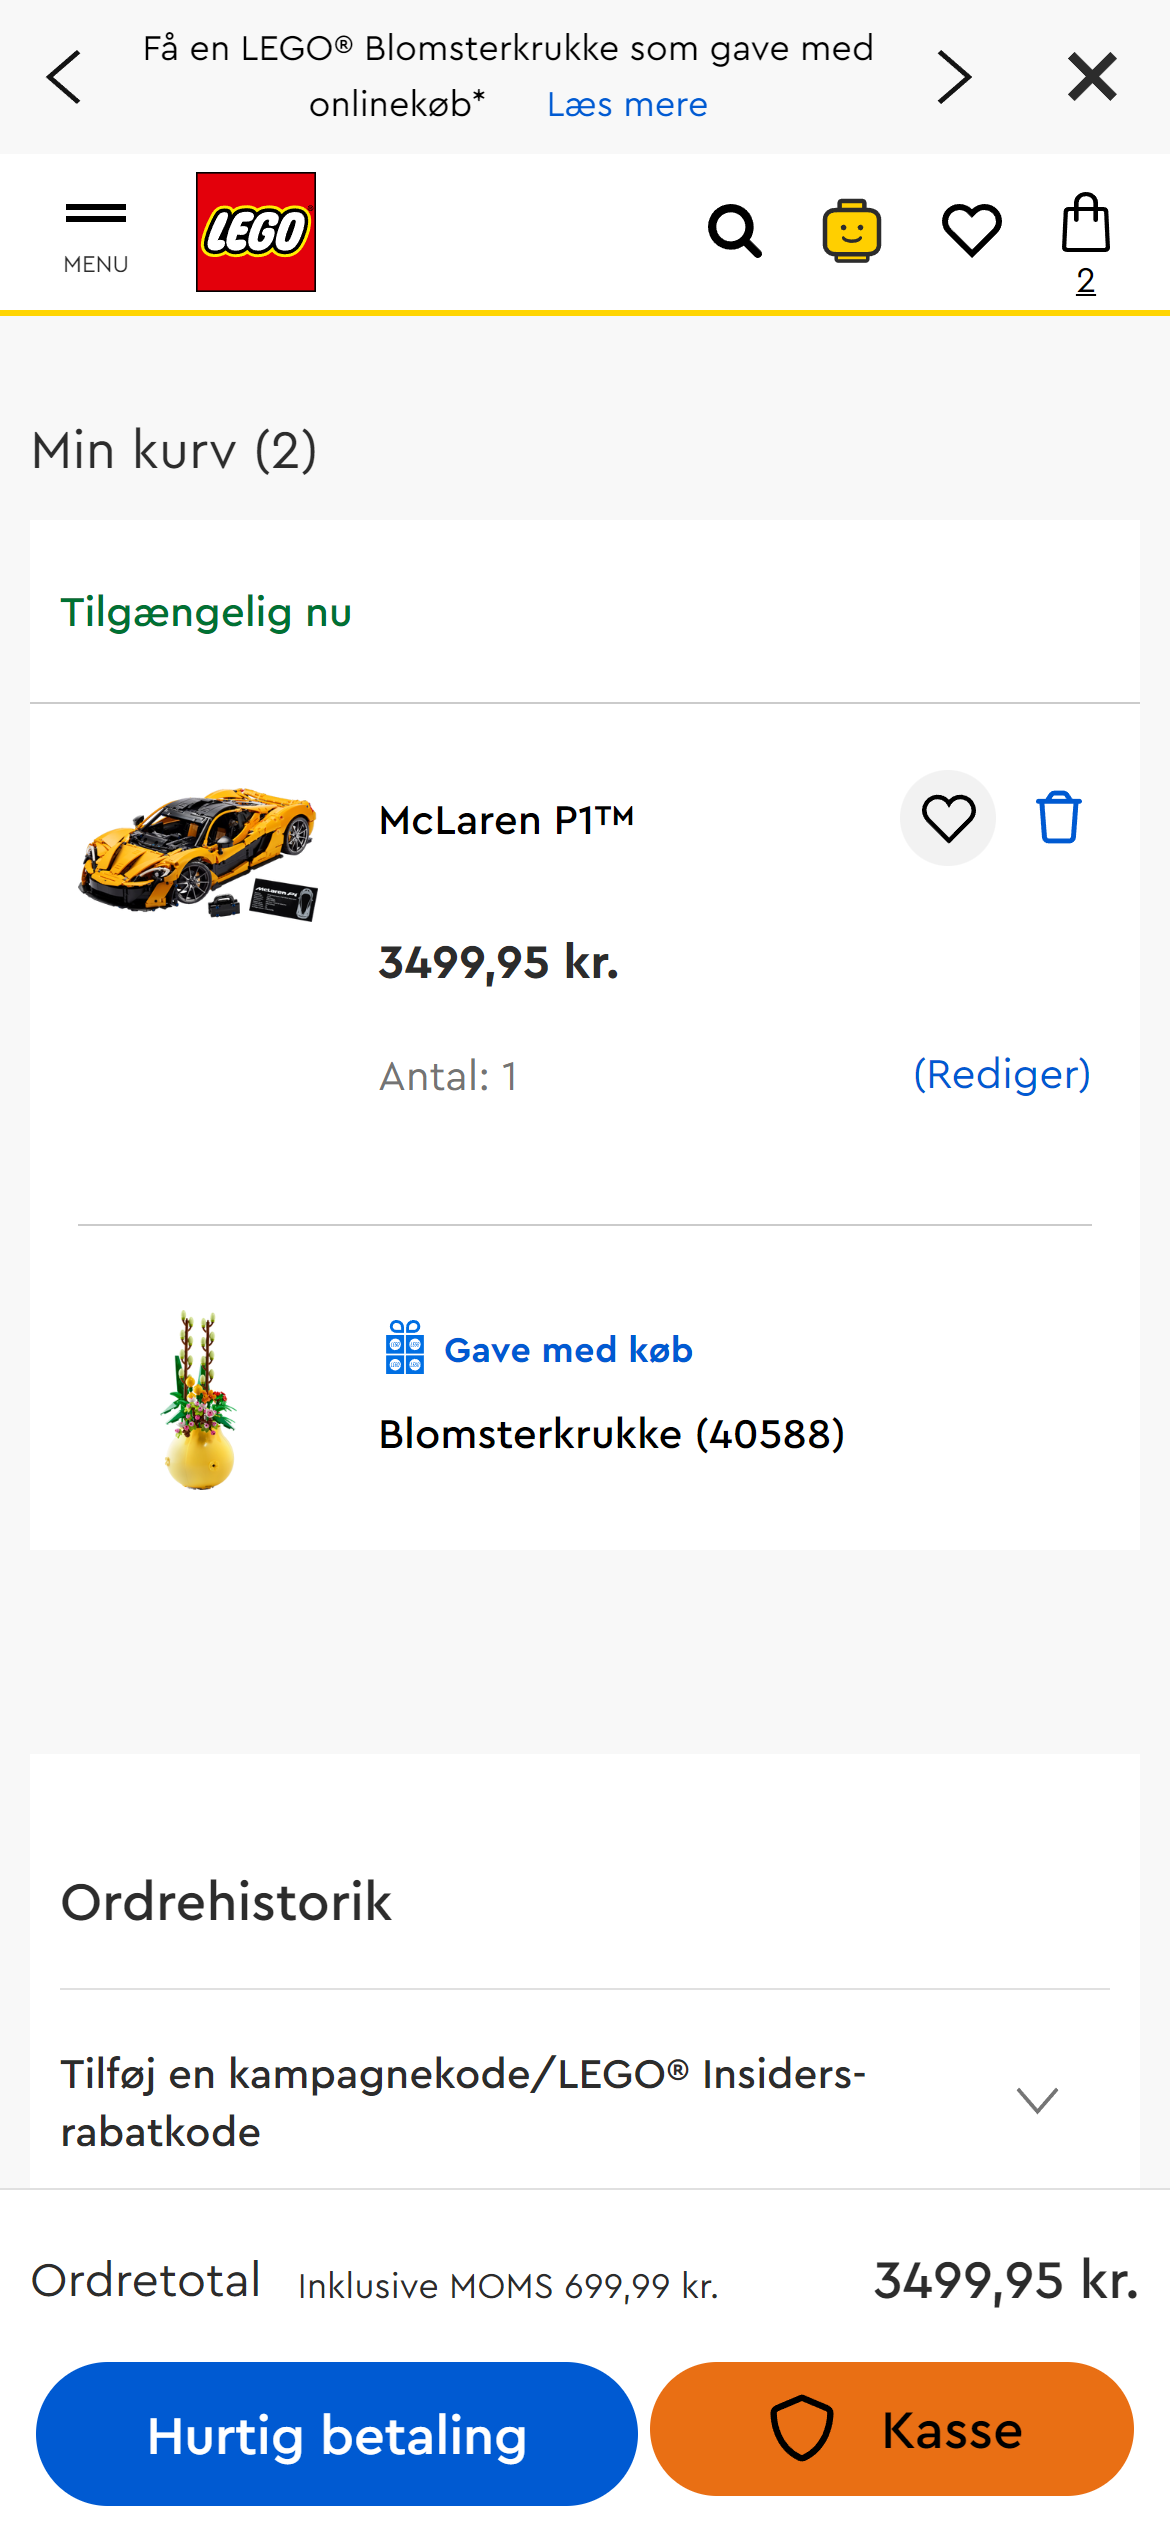 Få en LEGO® Blomsterkrukke som gave med
onlinekøb* Læs mere
MENU
LEGO
2
Min kurv (2)
Tilgængelig nu
McLaren P1™
McLaren P1
3499,95 kr.
Antal: 1 (Rediger)
Gave med køb
Blomsterkrukke (40588)
Ordrehistorik
Tilføj en kampagnekode/LEGO® Insiders-
rabatkode
Ordretotal Inklusive MOMS 699,99 kr. 3499,95 kr.
Hurtig betaling Kasse